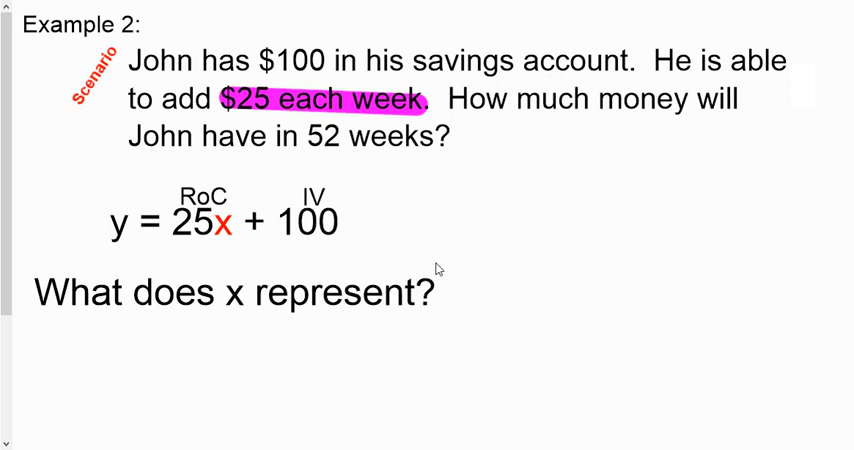 Example 2:
Scenario
John has $100 in his savings account. He is able
to add $25 each week. How much money will
John have in 52 weeks?
RoC IV
y = 25x + 100
What does x represent?